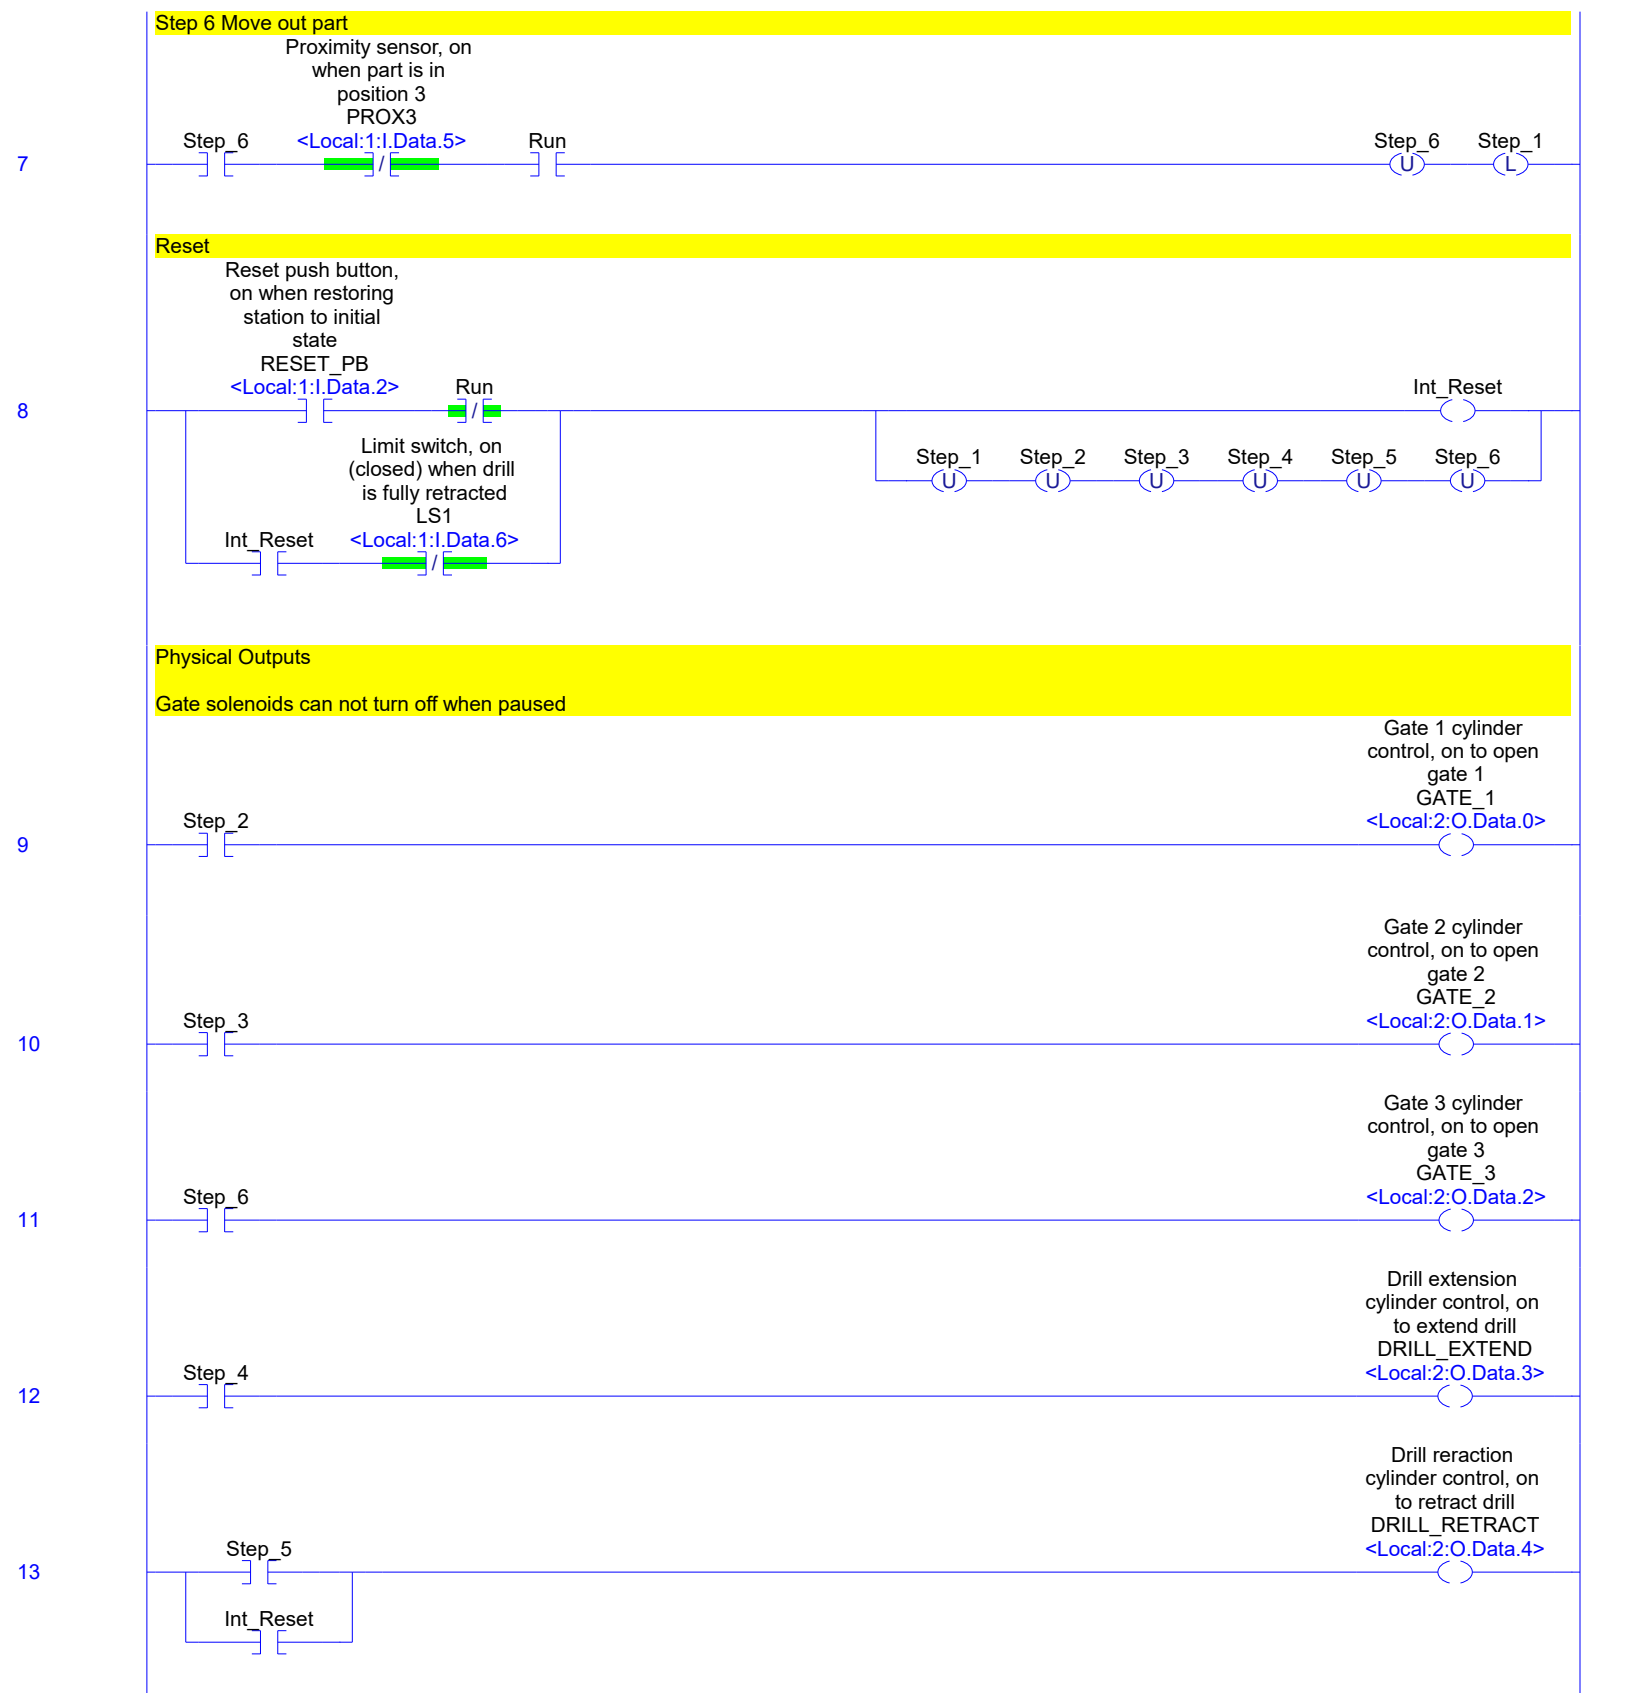 Step 6 Move out part
Proximity sensor, on
when part is in
position 3
PROX3
Step_6 <Local:1:I.Data.5> Run Step_6 Step_1
7 / U L
Reset
Reset push button,
on when restoring
station to initial
state
RESET_PB
<Local:1:I.Data.2> Run Int_Reset
8 /
Limit switch, on
(closed) when drill
is fully retracted
LS1
Step_1 Step_2 Step_3 Step_4 Step_5 Step_6
U U U U U U
Int_Reset <Local:1:I.Data.6>
/
Physical Outputs
Gate solenoids can not turn off when paused
Gate 1 cylinder
control, on to open
gate 1
GATE_1
Step_2 <Local:2:O.Data.0>
9
Gate 2 cylinder
control, on to open
gate 2
GATE_2
Step_3 <Local:2:O.Data.1>
10
Gate 3 cylinder
control, on to open
gate 3
GATE_3
Step_6 <Local:2:O.Data.2>
11
Drill extension
cylinder control, on
to extend drill
DRILL_EXTEND
Step_4 <Local:2:O.Data.3>
12
Drill reraction
cylinder control, on
to retract drill
DRILL_RETRACT
Step_5 <Local:2:O.Data.4>
13
Int_Reset